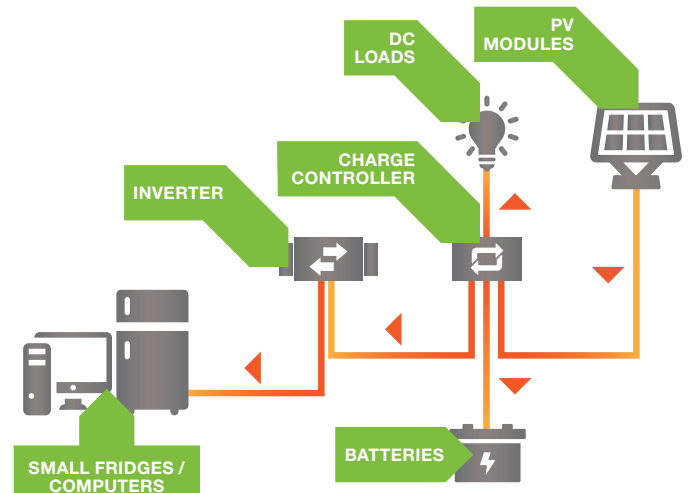 DC
LOADS
PV
MODULES
CHARGE
CONTROLLER
INVERTER
BATTERIES
SMALL FRIDGES /
COMPUTERS